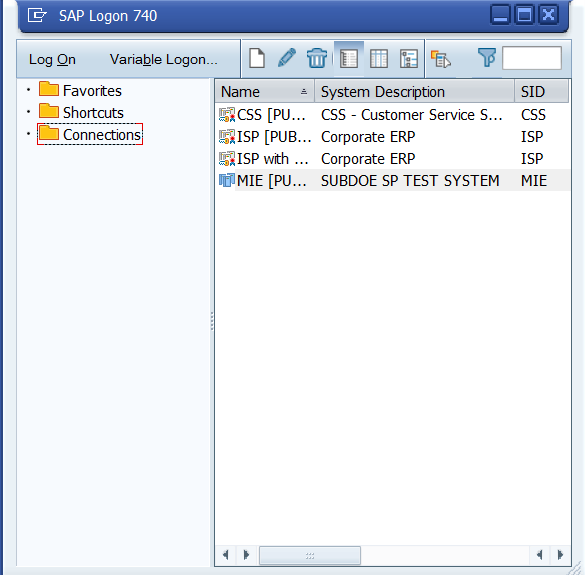 SAP Logon 740
Log On Variable Logon...
Favorites
Shortcuts
Connections
Name System Description SID
CSS [PU... CSS - Customer Service S... CSS
ISP [PUB... Corporate ERP ISP
ISP with ... Corporate ERP ISP
MIE [PU... SUBDOE SP TEST SYSTEM MIE